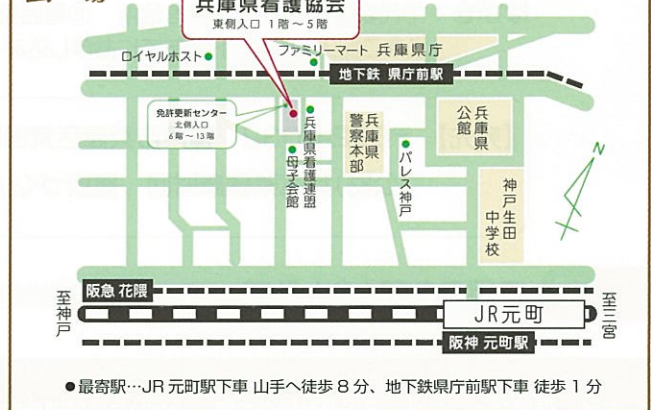 兵庫県看護協会
東側入口 1階～5階
ロイヤルホスト
ファミリーマート
兵庫県庁
地下鉄 県庁前駅
免許更新センター
北側入口
6階～13階
兵庫県看護連盟
母子会館
兵庫県
警察本部
パレス神戸
兵庫県
公館
神戸生田
中学校
N
阪急 花隈
至神戸
JR元町
至三宮
阪神 元町駅
●最寄駅…JR 元町駅下車 山手へ徒歩 8 分、地下鉄県庁前駅下車 徒歩 1 分